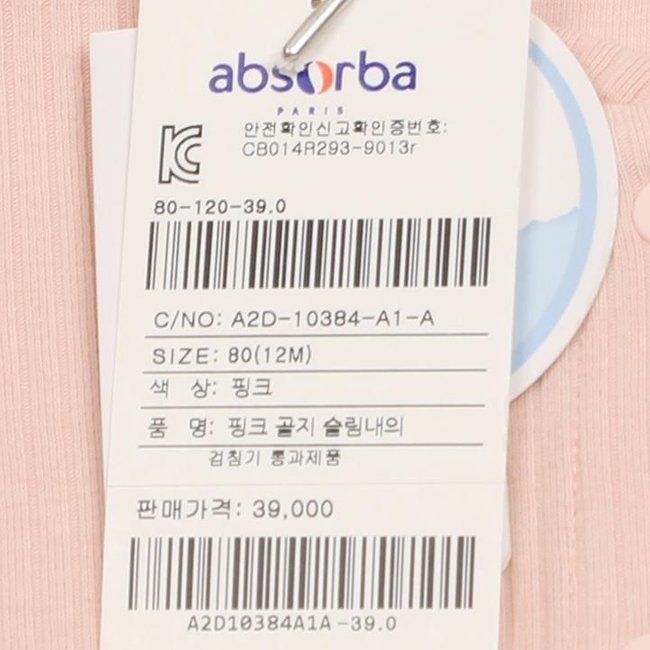 absorba
PARIS
안전확인신고확인증번호:
CB014R293-9013r
80-120-39.0
C/NO: A2D-10384-A1-A
SIZE: 80(12M)
색 상: 핑크
품 명: 핑크 골지 슬림내의
검침기 통과제품
판매가격: 39,000
A2D10384A1A-39.0